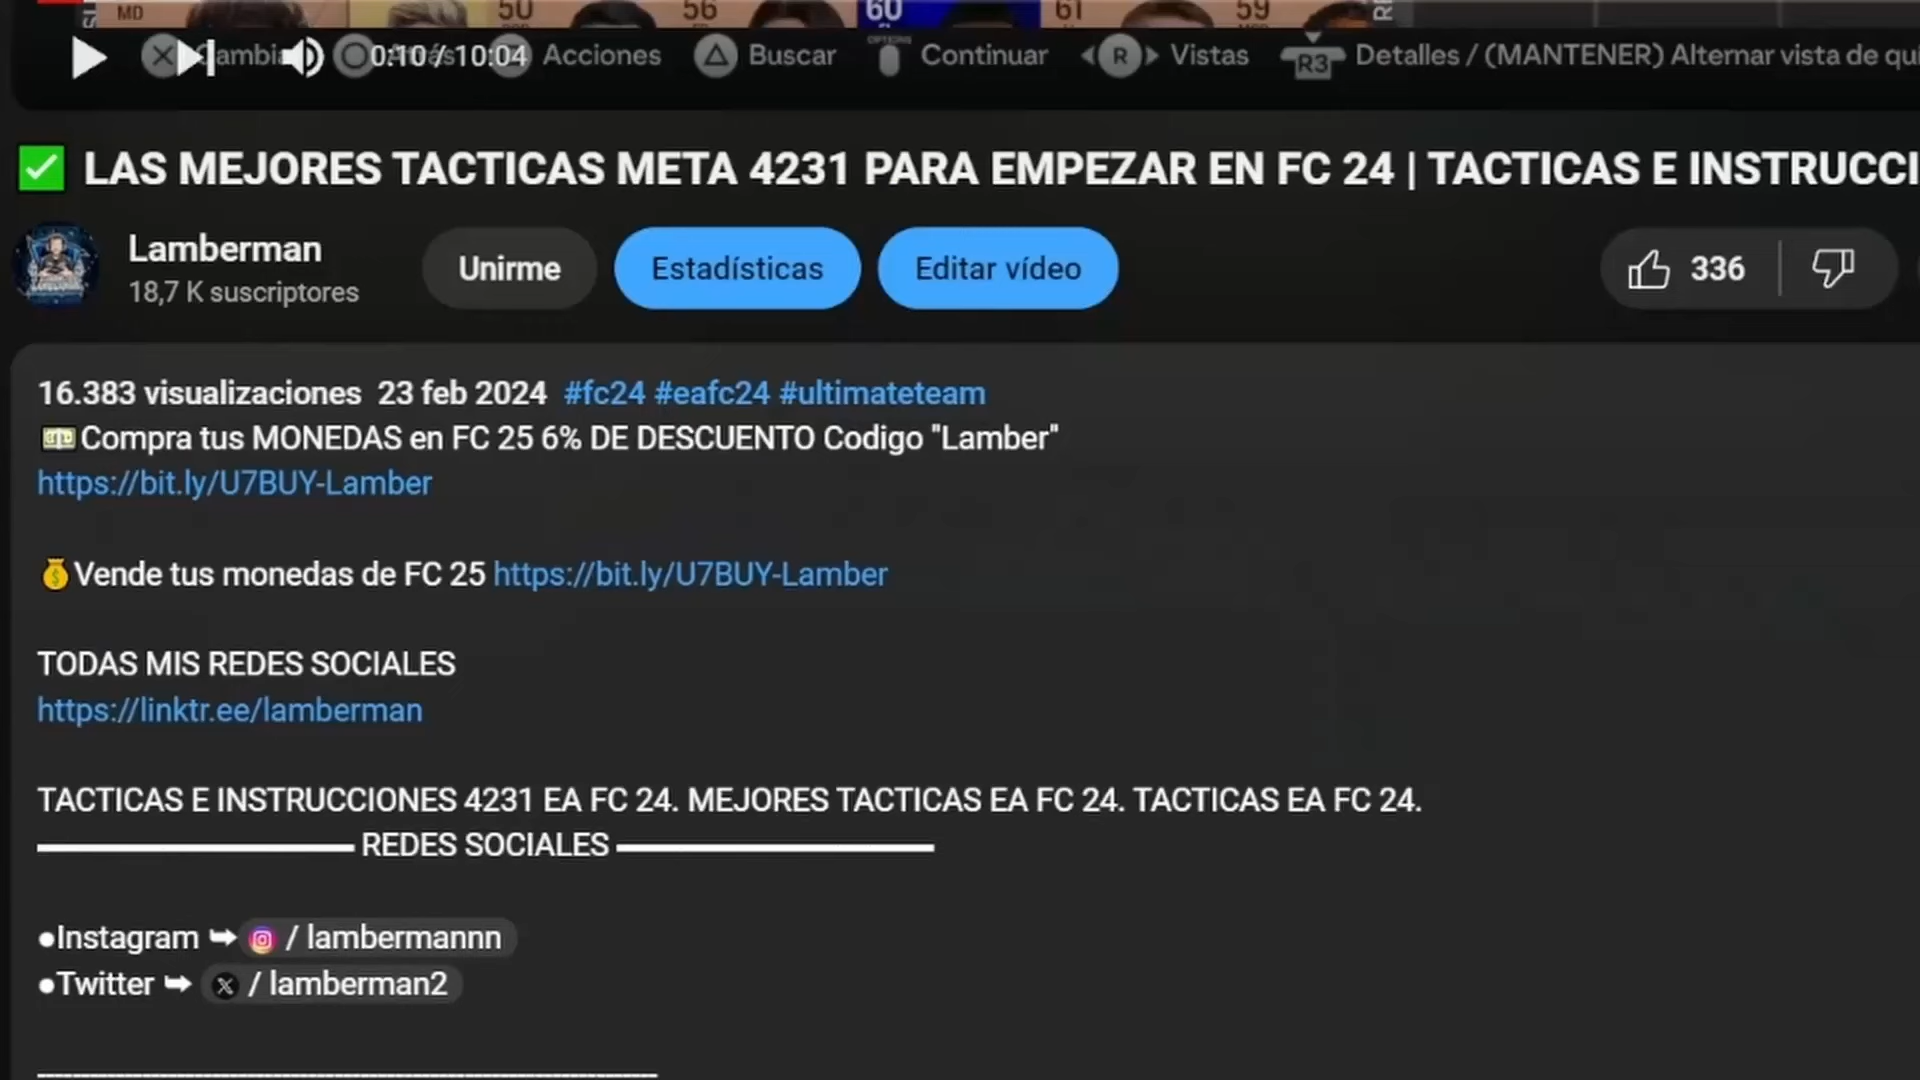 MD 50 56 60 61 59
0:10 / 10:04 Acciones Buscar Continuar R Vistas R3 Detalles / (MANTENER) Alternar vista de qui
✅ LAS MEJORES TACTICAS META 4231 PARA EMPEZAR EN FC 24 | TACTICAS E INSTRUCCI
Lamberman
18,7 K suscriptores
Unirme
Estadísticas
Editar vídeo
336
16.383 visualizaciones 23 feb 2024 #fc24 #eafc24 #ultimateteam
💵Compra tus MONEDAS en FC 25 6% DE DESCUENTO Codigo "Lamber"
https://bit.ly/U7BUY-Lamber
💰Vende tus monedas de FC 25 https://bit.ly/U7BUY-Lamber
TODAS MIS REDES SOCIALES
https://linktr.ee/lamberman
TACTICAS E INSTRUCCIONES 4231 EA FC 24. MEJORES TACTICAS EA FC 24. TACTICAS EA FC 24.
REDES SOCIALES
●Instagram ➥ / lambermannn
●Twitter ➥ / lamberman2